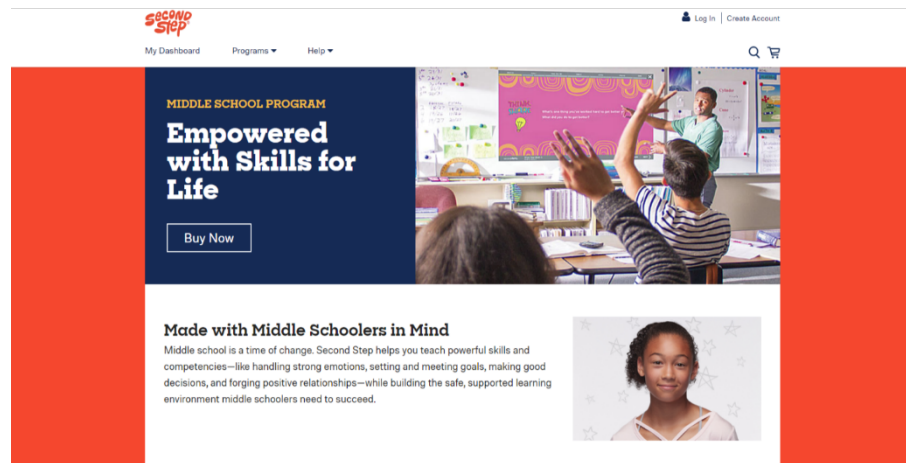 SECOND
STEP
Log In | Create Account
My Dashboard Programs Help
MIDDLE SCHOOL PROGRAM
Empowered
with Skills for
Life
Buy Now
Made with Middle Schoolers in Mind
Middle school is a time of change. Second Step helps you teach powerful skills and
competencies—like handling strong emotions, setting and meeting goals, making good
decisions, and forging positive relationships—while building the safe, supported learning
environment middle schoolers need to succeed.